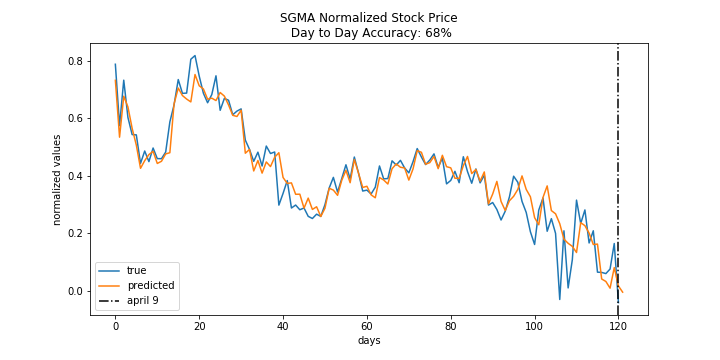 SGMA Normalized Stock Price
Day to Day Accuracy: 68%
normalized values
0.8
0.6
0.4
0.2
0.0
true
predicted
april 9
0
20
40
60
80
100
120
days